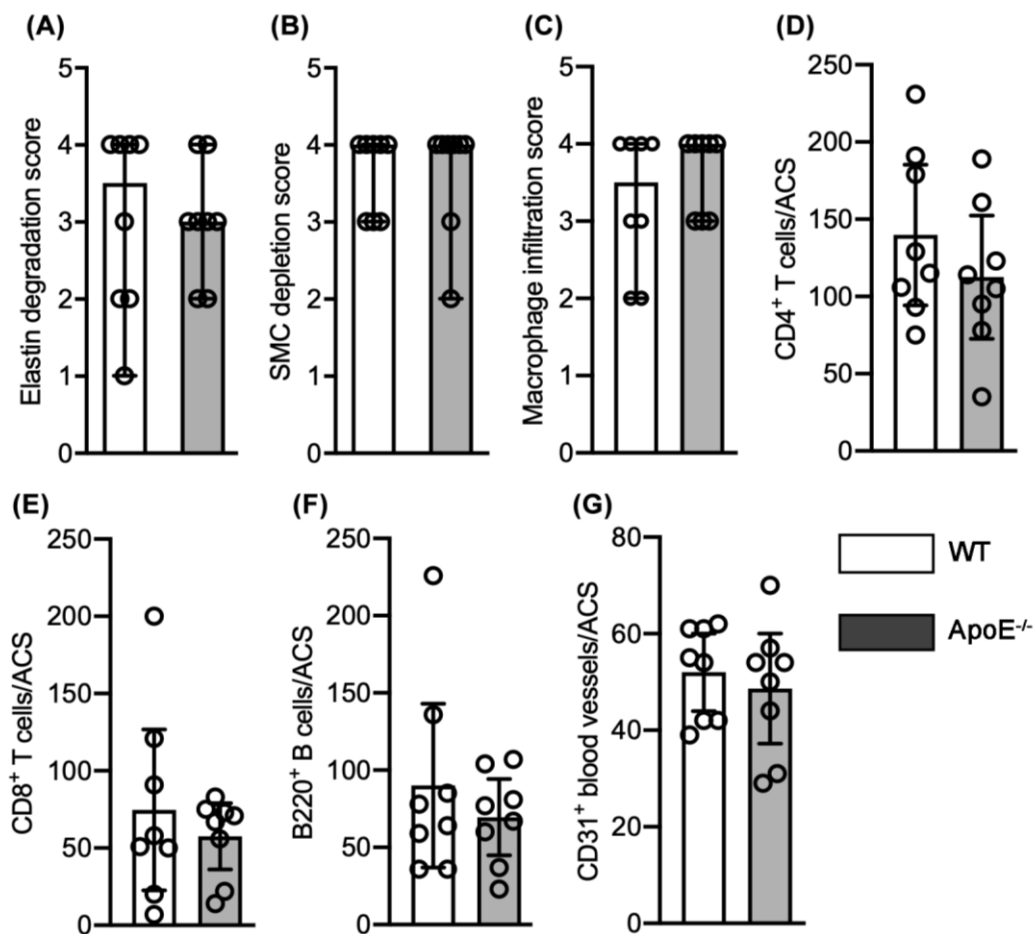 (A)
Elastin degradation score
5
4
3
2
1
0
(B)
SMC depletion score
5
4
3
2
1
0
(C)
Macrophage infiltration score
5
4
3
2
1
0
(D)
CD4⁺ T cells/ACS
250
200
150
100
50
0
(E)
CD8⁺ T cells/ACS
250
200
150
100
50
0
(F)
B220⁺ B cells/ACS
250
200
150
100
50
0
(G)
CD31⁺ blood vessels/ACS
80
60
40
20
0
WT
ApoE⁻/⁻